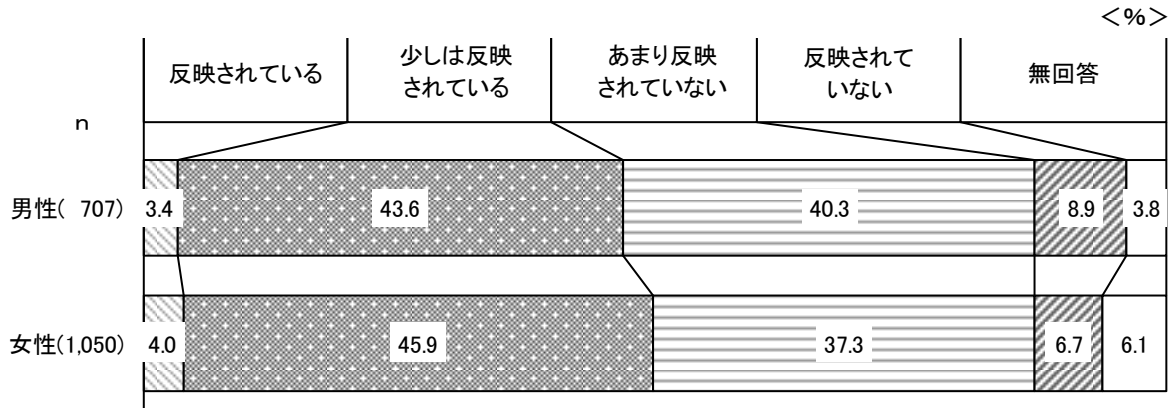 ＜％＞
反映されている
少しは反映
されている
あまり反映
されていない
反映されて
いない
無回答
n
男性( 707) 3.4 43.6 40.3 8.9 3.8
女性(1,050) 4.0 45.9 37.3 6.7 6.1